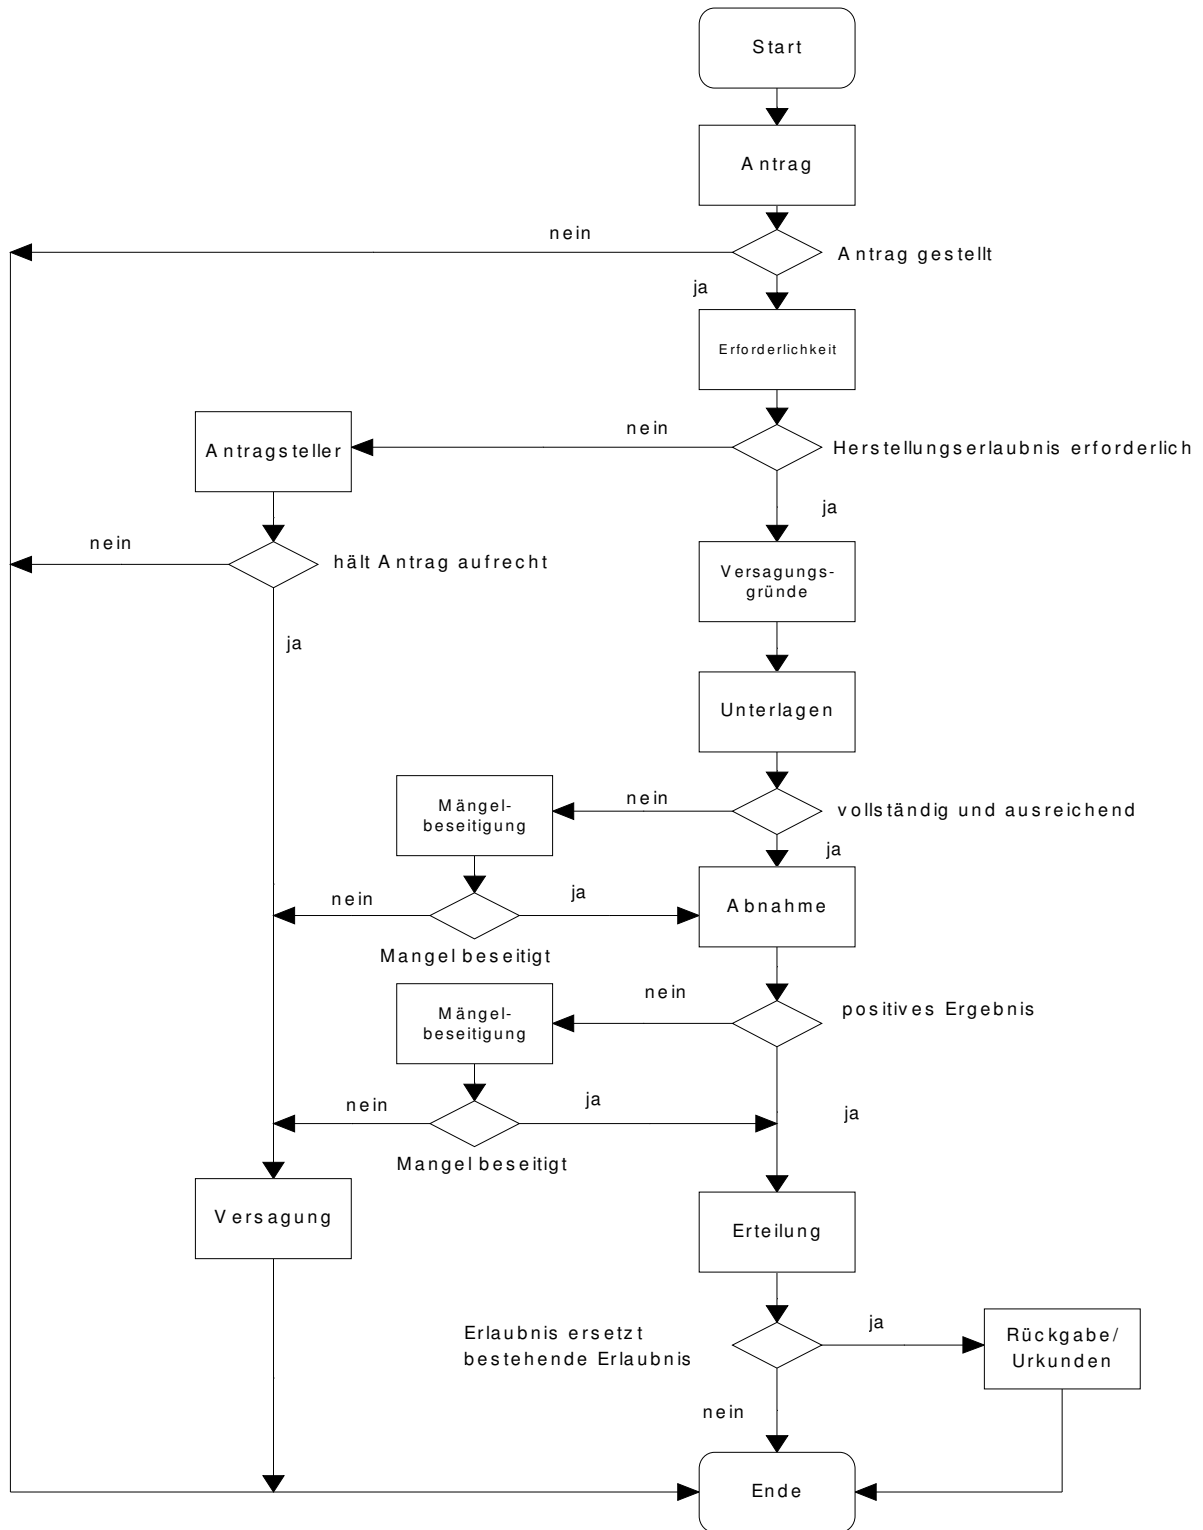 Start
Antrag
nein
Antrag gestellt
ja
Erforderlichkeit
nein
Antragsteller
Herstellungserlaubnis erforderlich
ja
nein
hält Antrag aufrecht
Versagungs-
gründe
ja
Unterlagen
Mängel-
beseitigung
nein
vollständig und ausreichend
ja
nein
ja
Abnahme
Mangel beseitigt
nein
Mängel-
beseitigung
positives Ergebnis
nein
ja
ja
Mangel beseitigt
Versagung
Erteilung
Erlaubnis ersetzt
bestehende Erlaubnis
ja
Rückgabe/
Urkunden
nein
Ende